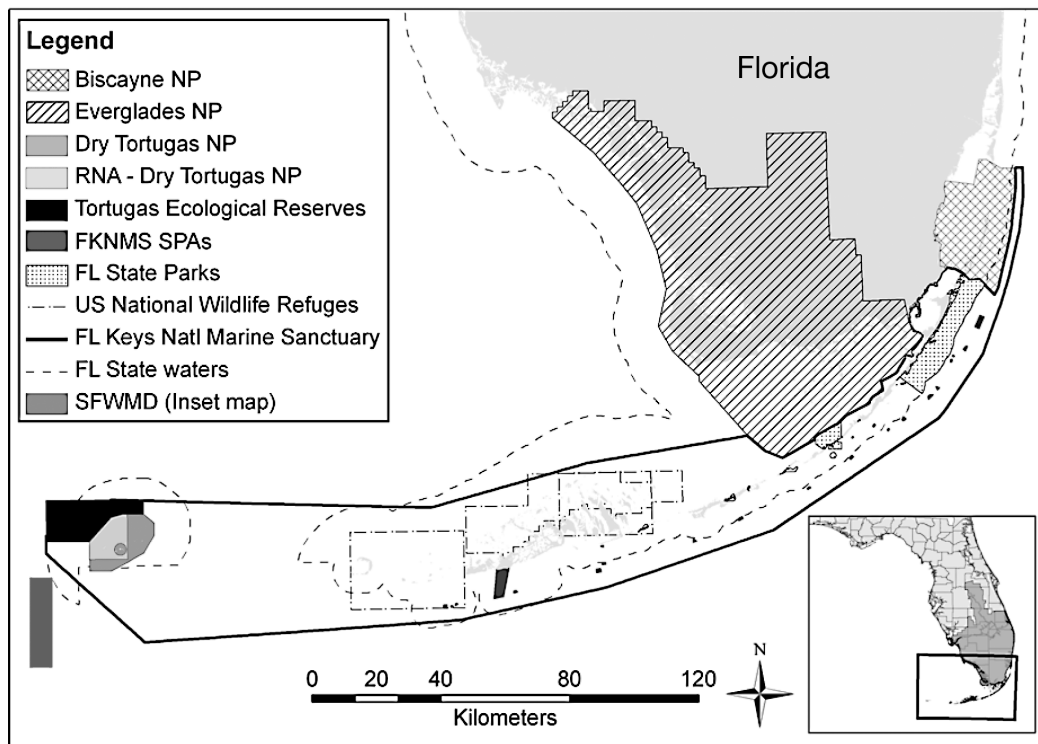 Legend
Biscayne NP
Everglades NP
Dry Tortugas NP
RNA - Dry Tortugas NP
Tortugas Ecological Reserves
FKNMS SPAs
FL State Parks
US National Wildlife Refuges
FL Keys Natl Marine Sanctuary
FL State waters
SFWMD (Inset map)
Florida
0 20 40 80 120
Kilometers
N